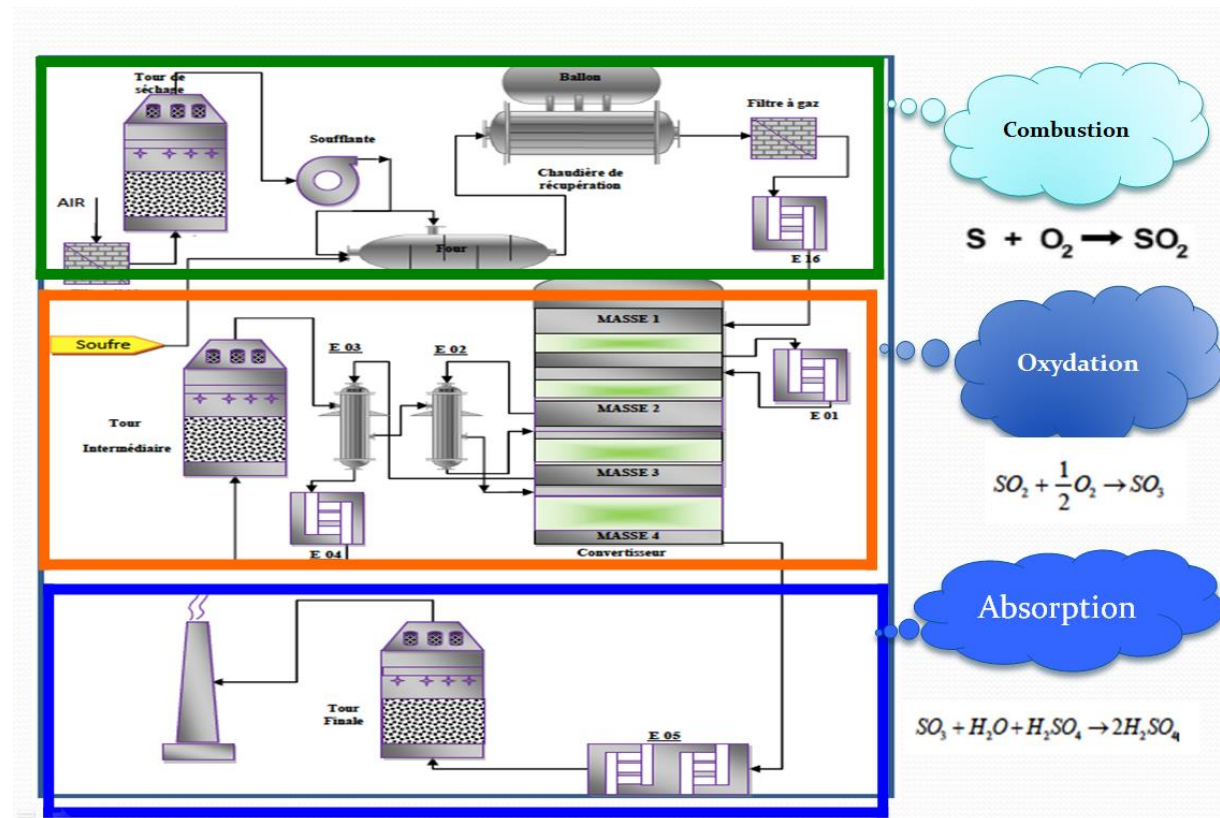 Tour de
séchage
Ballon
Filtre à gaz
Soufflante
Chaudière de
récupération
AIR
Four
E 16
Combustion
S + O₂ → SO₂
Soufre
MASSE 1
E 03
E 02
E 01
MASSE 2
Tour
Intermédiaire
MASSE 3
E 04
MASSE 4
Convertisseur
Oxydation
SO₂ + 1/2 O₂ → SO₃
Tour
Finale
E 05
Absorption
SO₃ + H₂O + H₂SO₄ → 2H₂SO₄